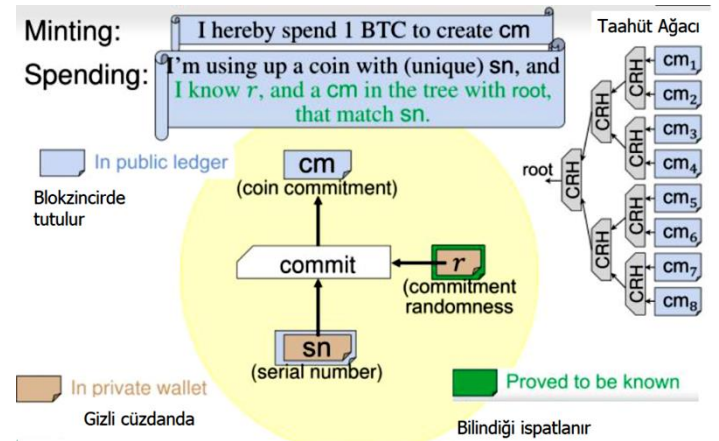 Minting:
I hereby spend 1 BTC to create cm
Spending:
I'm using up a coin with (unique) sn, and
I know r, and a cm in the tree with root,
that match sn.
Taahüt Ağacı
cm1
cm2
cm3
cm4
cm5
cm6
cm7
cm8
CRH
CRH
CRH
CRH
CRH
CRH
CRH
root
In public ledger
Blokzincirde
tutulur
cm
(coin commitment)
commit
r
(commitment
randomness
sn
(serial number)
In private wallet
Gizli cüzdanda
Proved to be known
Bilindiği ispatlanır